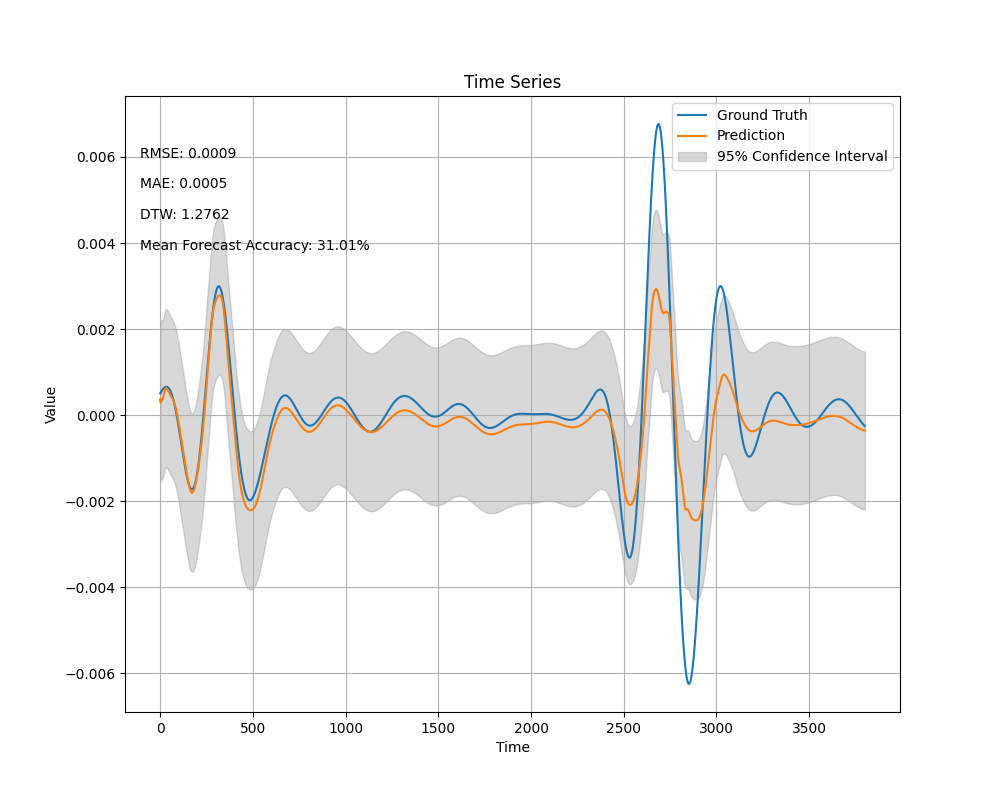 Time Series
Ground Truth
Prediction
95% Confidence Interval
RMSE: 0.0009
MAE: 0.0005
DTW: 1.2762
Mean Forecast Accuracy: 31.01%
Value
0.006
0.004
0.002
0.000
−0.002
−0.004
−0.006
0 500 1000 1500 2000 2500 3000 3500
Time